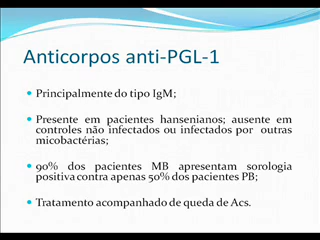 Anticorpos anti-PGL-1
Principalmente do tipo IgM;
Presente em pacientes hansenianos; ausente em
controles não infectados ou infectados por outras
micobactérias;
90% dos pacientes MB apresentam sorologia
positiva contra apenas 50% dos pacientes PB;
Tratamento acompanhado de queda de Acs.